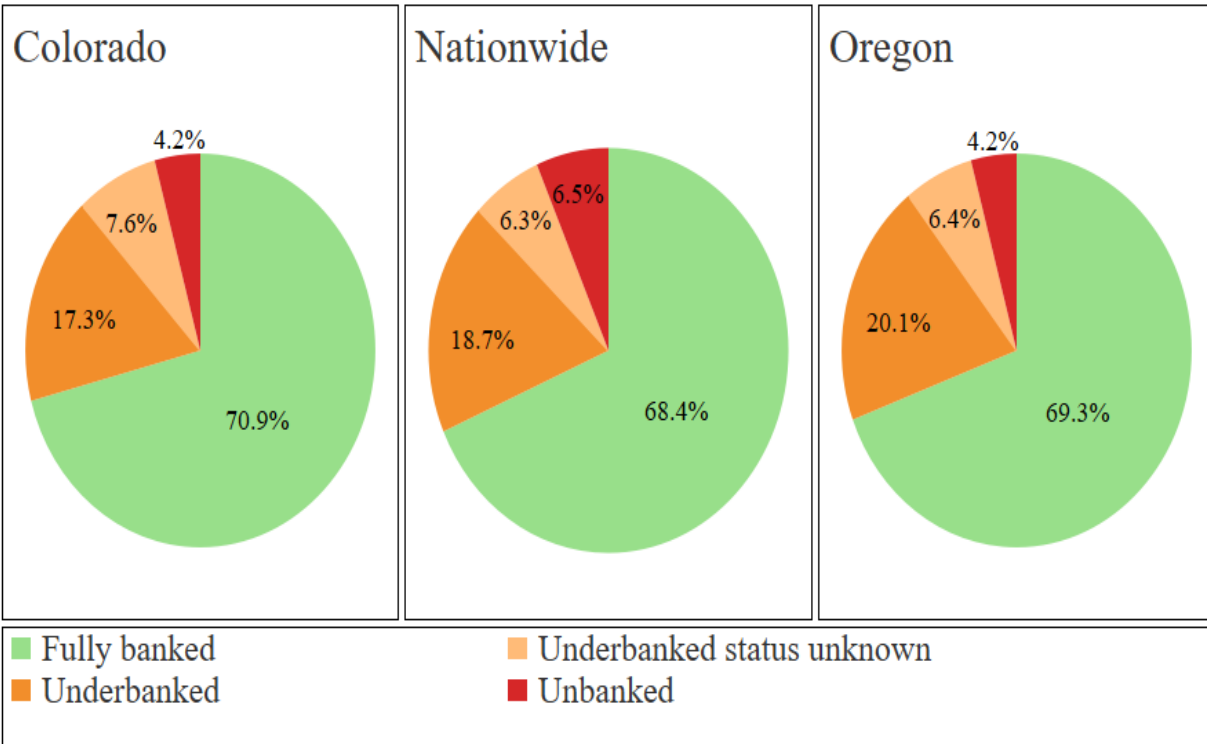 Colorado
4.2%
7.6%
17.3%
70.9%
Nationwide
6.5%
6.3%
18.7%
68.4%
Oregon
4.2%
6.4%
20.1%
69.3%
Fully banked
Underbanked status unknown
Underbanked
Unbanked